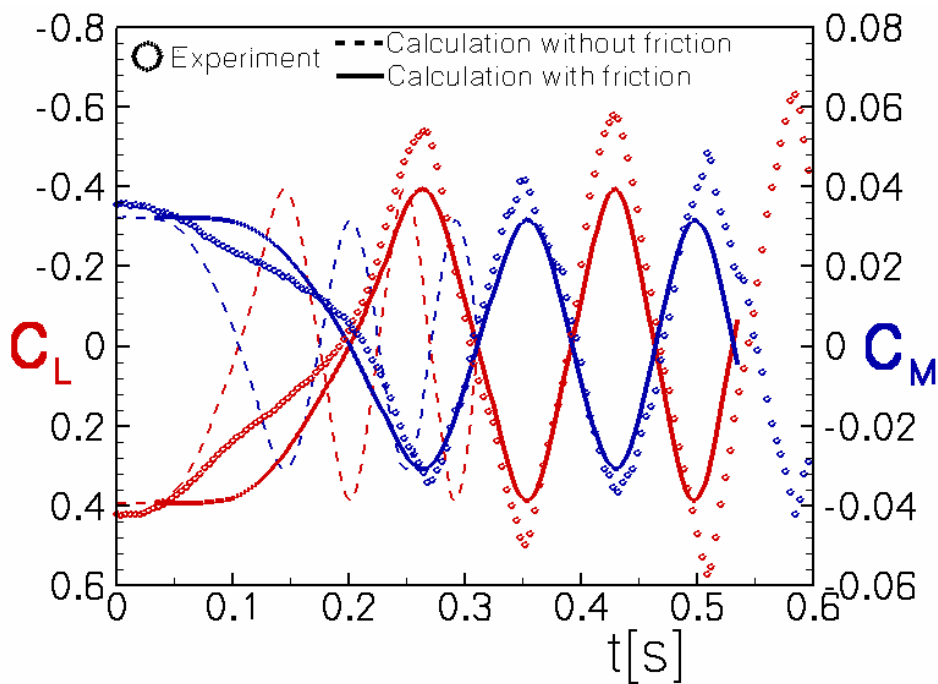 -0.8
-0.6
-0.4
-0.2
0
0.2
0.4
0.6
C_L
Experiment
Calculation without friction
Calculation with friction
0.08
0.06
0.04
0.02
0
-0.02
-0.04
-0.06
C_M
0 0.1 0.2 0.3 0.4 0.5 0.6
t[s]